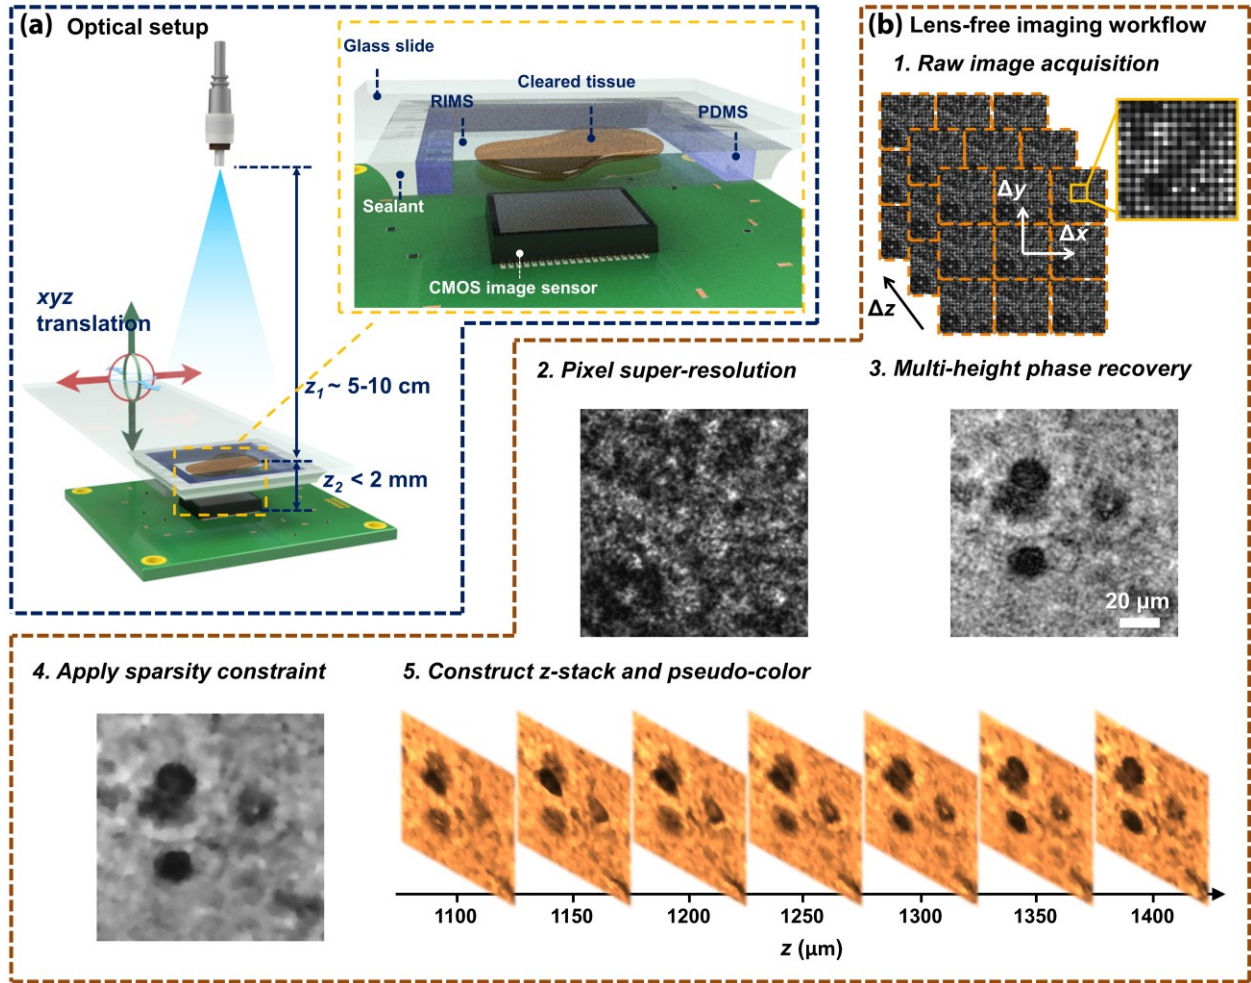 (a) Optical setup
Glass slide
RIMS
Cleared tissue
PDMS
Sealant
CMOS image sensor
xyz
translation
z1 ~ 5-10 cm
z2 < 2 mm
(b) Lens-free imaging workflow
1. Raw image acquisition
Δy
Δx
Δz
2. Pixel super-resolution
3. Multi-height phase recovery
20 μm
4. Apply sparsity constraint
5. Construct z-stack and pseudo-color
1100 1150 1200 1250 1300 1350 1400
z (μm)